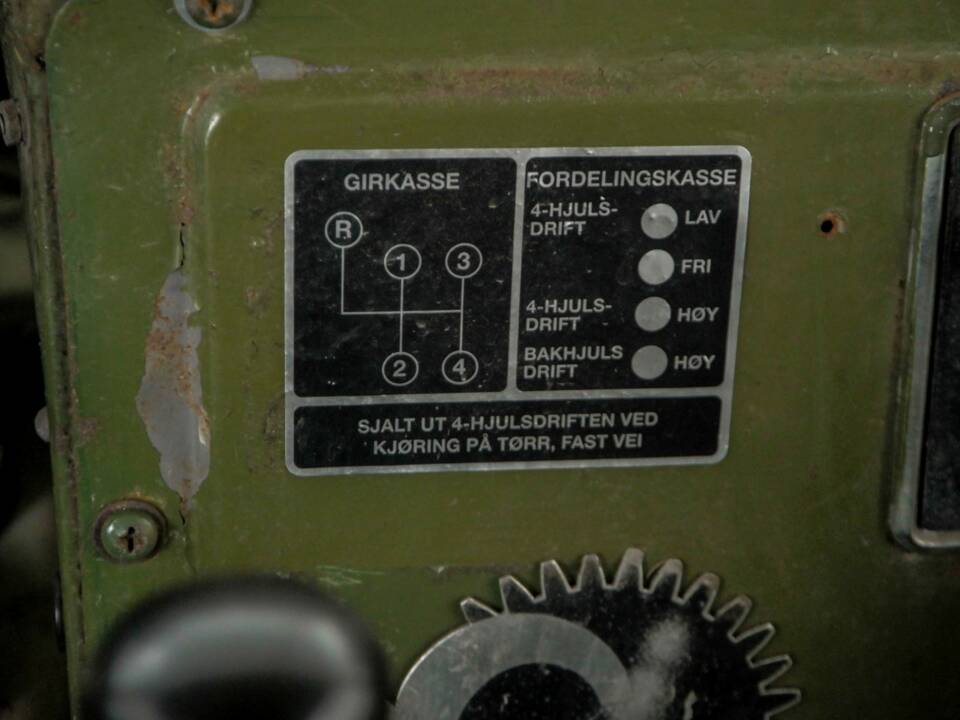 GIRKASSE
R
1 3
2 4
FORDELINGSKASSE
4-HJULS- LAV
DRIFT
FRI
4-HJULS- HØY
DRIFT
BAKHJULS HØY
DRIFT
SJALT UT 4-HJULSDRIFTEN VED
KJØRING PÅ TØRR, FAST VEI